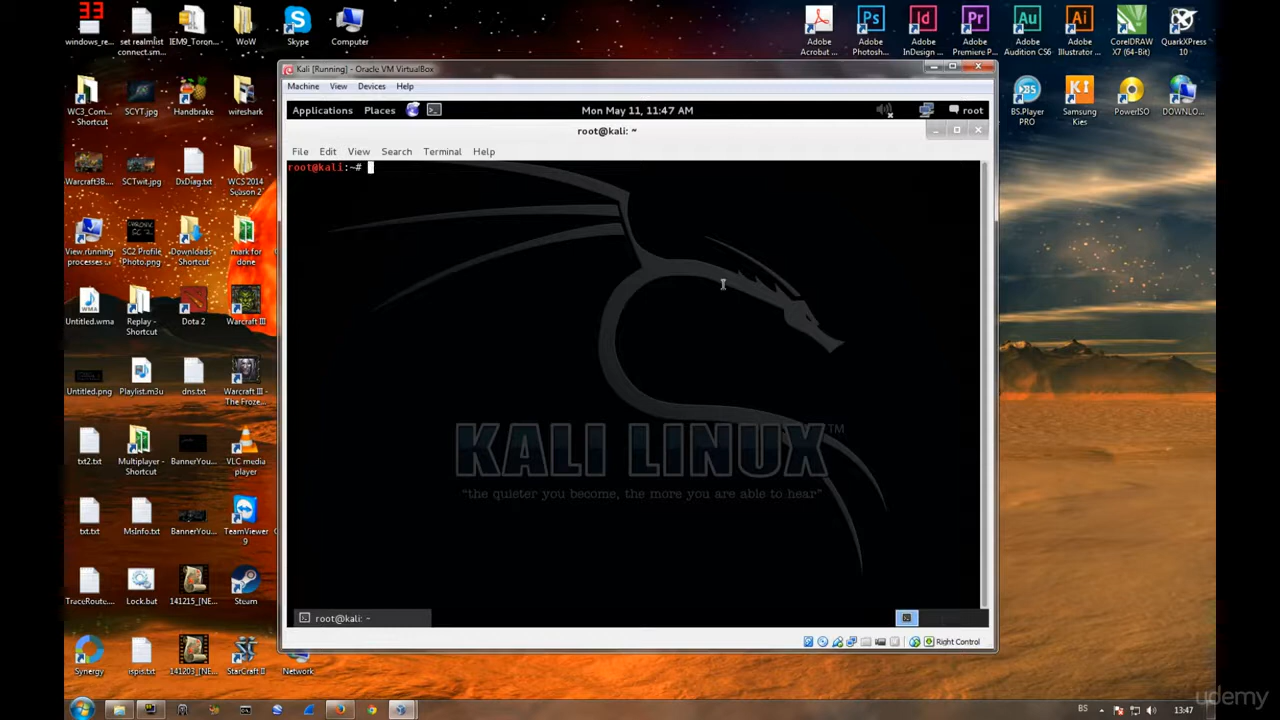 33
windows_re...
set realmlist
connect.sm...
IEM9_Toron...
WoW
Skype
Computer
Adobe
Acrobat ...
Adobe
Photosh...
Adobe
InDesign ...
Adobe
Premiere P...
Adobe
Audition CS6
Adobe
Illustrator ...
CorelDRAW
X7 (64-Bit)
QuarkXPress
10
Kali [Running] - Oracle VM VirtualBox
Machine View Devices Help
Applications Places
Mon May 11, 11:47 AM
root
root@kali: ~
File Edit View Search Terminal Help
root@kali:~#
WC3_Com...
- Shortcut
SCYT.jpg
Handbrake
wireshark
BS.Player
PRO
Samsung
Kies
PowerISO
DOWNLO...
Warcraft3B...
SCTwit.jpg
DxDiag.txt
WCS 2014
Season 2
View running
processes ...
SC2 Profile
Photo.png
Downloads
- Shortcut
mark for
done
Untitled.wma
Replay -
Shortcut
Dota 2
Warcraft III
Untitled.png
Playlist.m3u
dns.txt
Warcraft III -
The Froze...
KALI LINUX
TM
“the quieter you become, the more you are able to hear”
txt2.txt
Multiplayer -
Shortcut
BannerYou...
VLC media
player
txt.txt
MsInfo.txt
BannerYou...
TeamViewer
9
TraceRoute....
Lock.bat
141215_[NE...
Steam
root@kali: ~
Right Control
Synergy
ispis.txt
141203_[NE...
StarCraft II
Network
udemy
BS
13:47